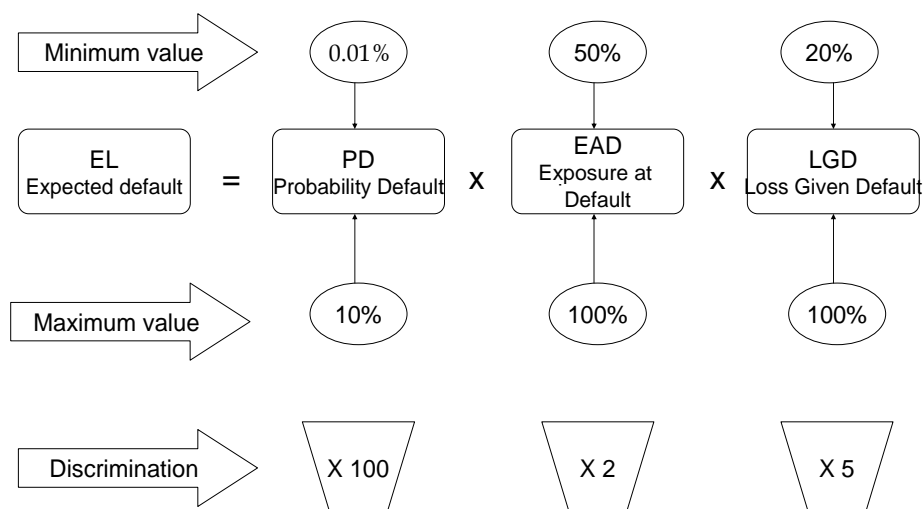 Minimum value
0.01%
50%
20%
EL
Expected default
=
PD
Probability Default
x
EAD
Exposure at
Default
x
LGD
Loss Given Default
Maximum value
10%
100%
100%
Discrimination
X 100
X 2
X 5